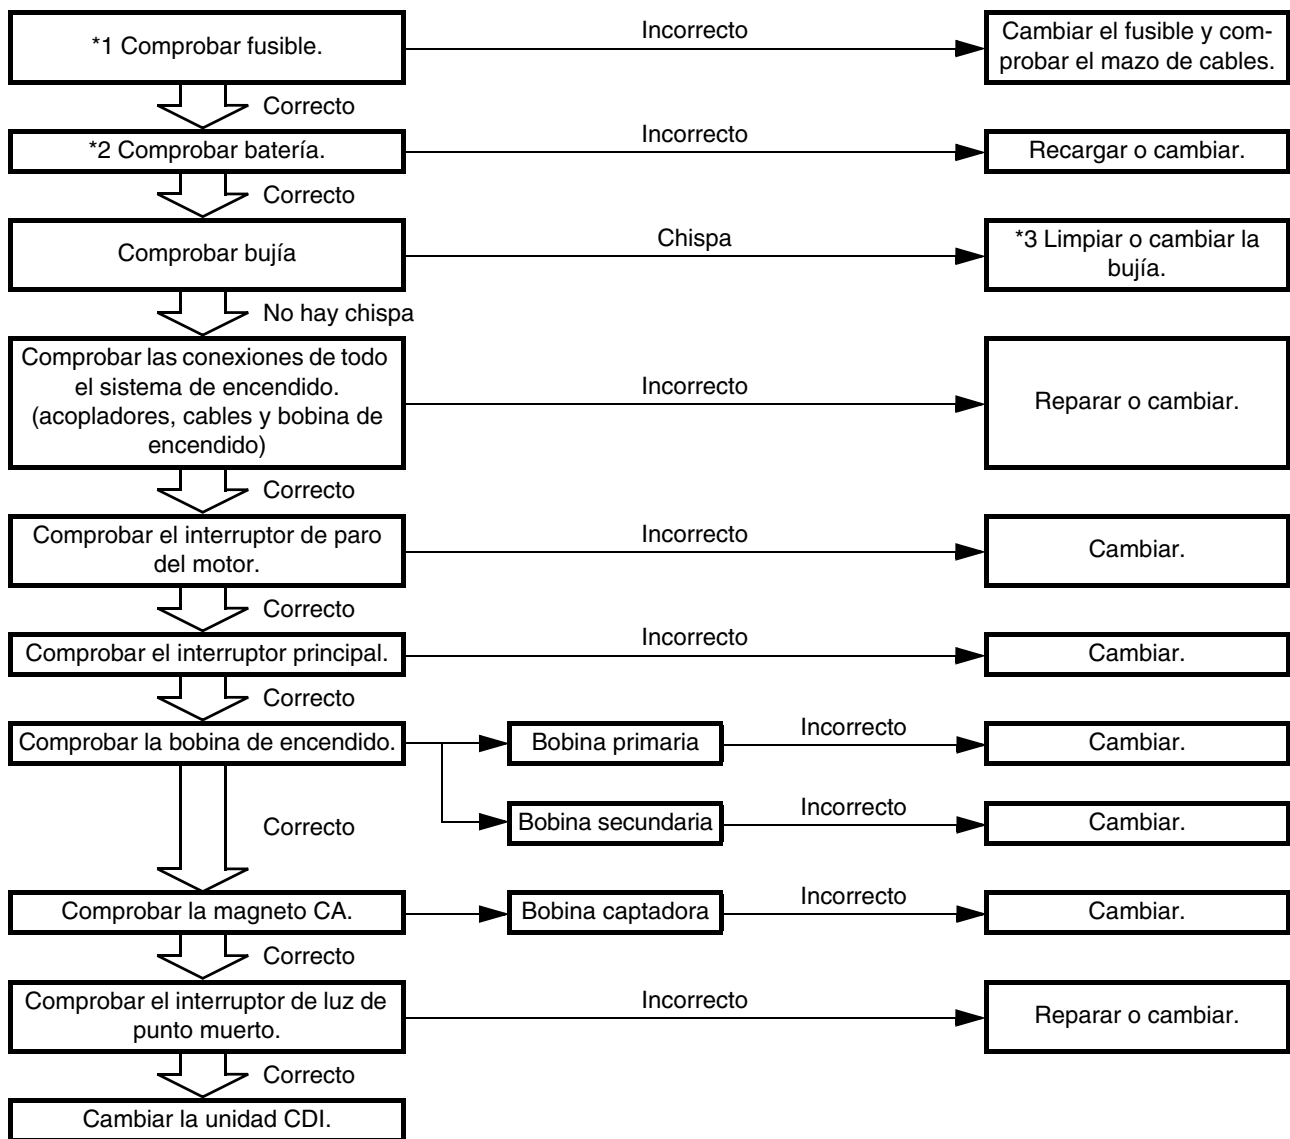 *1 Comprobar fusible.
Incorrecto
Cambiar el fusible y com-
probar el mazo de cables.
Correcto
*2 Comprobar batería.
Incorrecto
Recargar o cambiar.
Correcto
Comprobar bujía
Chispa
*3 Limpiar o cambiar la
bujía.
No hay chispa
Comprobar las conexiones de todo
el sistema de encendido.
(acopladores, cables y bobina de
encendido)
Incorrecto
Reparar o cambiar.
Correcto
Comprobar el interruptor de paro
del motor.
Incorrecto
Cambiar.
Correcto
Comprobar el interruptor principal.
Incorrecto
Cambiar.
Correcto
Comprobar la bobina de encendido.
Bobina primaria
Incorrecto
Cambiar.
Bobina secundaria
Incorrecto
Cambiar.
Correcto
Comprobar la magneto CA.
Bobina captadora
Incorrecto
Cambiar.
Correcto
Comprobar el interruptor de luz de
punto muerto.
Incorrecto
Reparar o cambiar.
Correcto
Cambiar la unidad CDI.